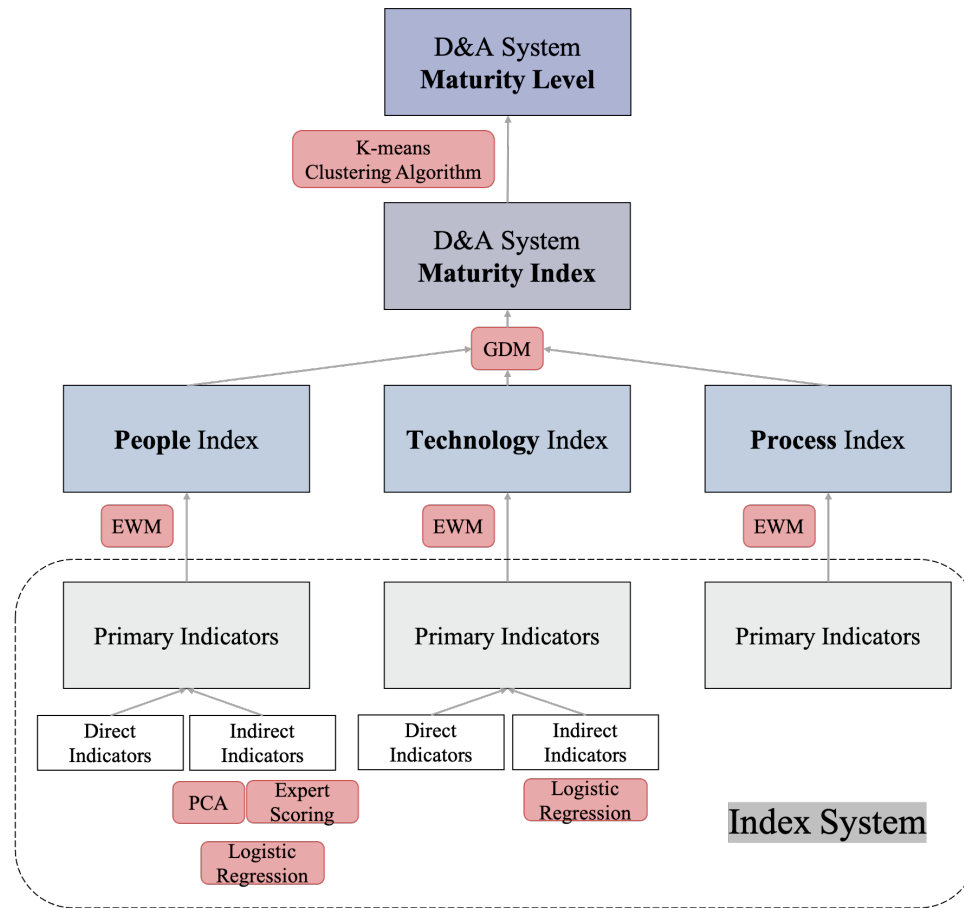 D&A System
Maturity Level
K-means
Clustering Algorithm
D&A System
Maturity Index
GDM
People Index
Technology Index
Process Index
EWM
EWM
EWM
Primary Indicators
Primary Indicators
Primary Indicators
Direct
Indicators
Indirect
Indicators
Direct
Indicators
Indirect
Indicators
PCA
Expert
Scoring
Logistic
Regression
Logistic
Regression
Index System